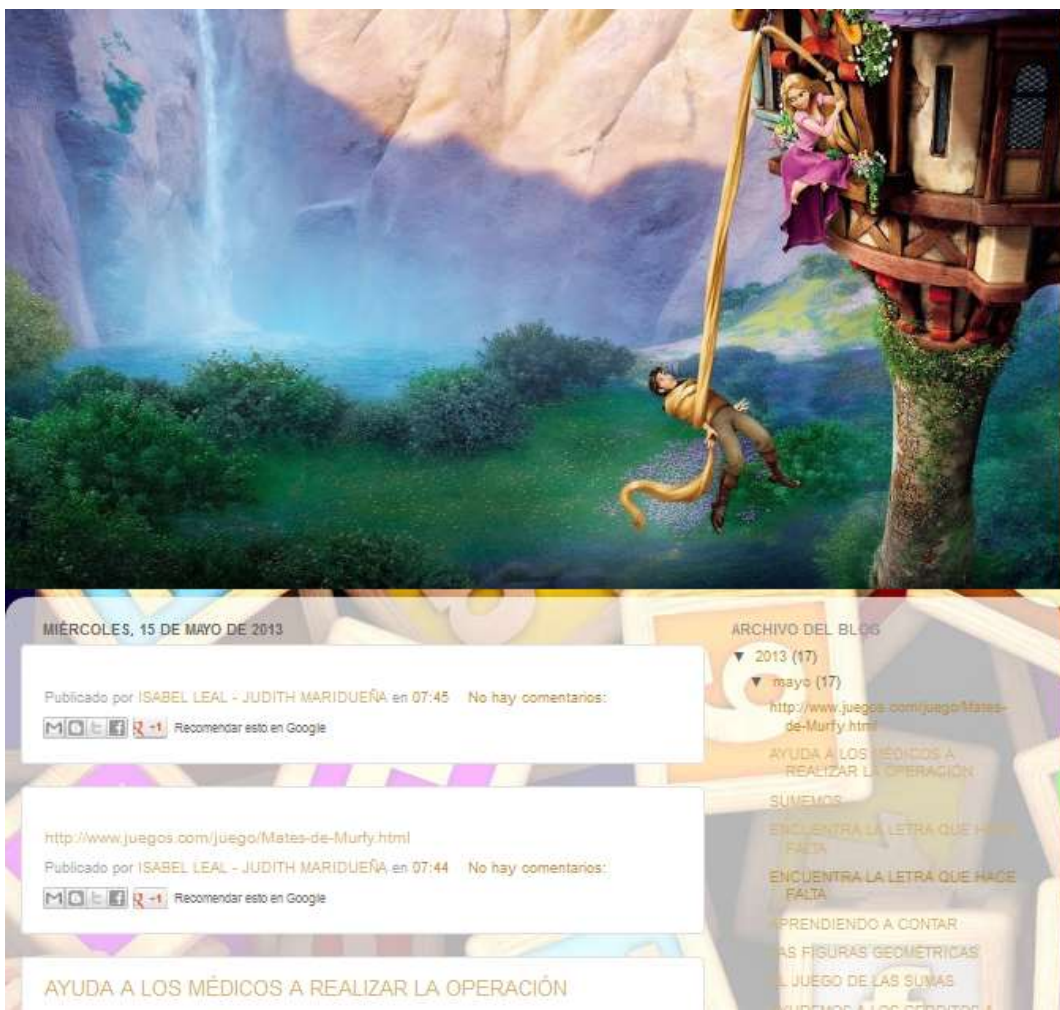 MIÉRCOLES, 15 DE MAYO DE 2013
Publicado por ISABEL LEAL - JUDITH MARIDUEÑA en 07:45 No hay comentarios:
+1 Recomendar esto en Google
http://www.juegos.com/juego/Mates-de-Murfy.html
Publicado por ISABEL LEAL - JUDITH MARIDUEÑA en 07:44 No hay comentarios:
+1 Recomendar esto en Google
AYUDA A LOS MÉDICOS A REALIZAR LA OPERACIÓN
ARCHIVO DEL BLOG
▼ 2013 (17)
▼ mayo (17)
http://www.juegos.com/juego/Mates-
de-Murfy.html
AYUDA A LOS MÉDICOS A
REALIZAR LA OPERACIÓN
SUMEMOS
ENCUENTRA LA LETRA QUE HACE
FALTA
ENCUENTRA LA LETRA QUE HACE
FALTA
APRENDIENDO A CONTAR
LAS FIGURAS GEOMÉTRICAS
EL JUEGO DE LAS SUMAS
A LOS